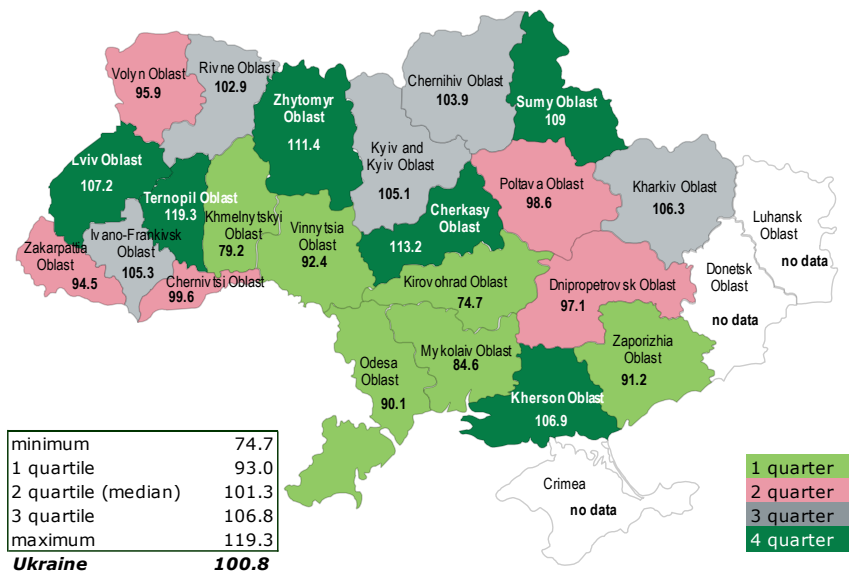 Volyn Oblast
95.9
Rivne Oblast
102.9
Zhytomyr
Oblast
111.4
Chernihiv Oblast
103.9
Sumy Oblast
109
Kyiv and
Kyiv Oblast
105.1
Lviv Oblast
107.2
Ternopil Oblast
119.3
Khmelnytskyi
Oblast
79.2
Vinnytsia
Oblast
92.4
Cherkasy
Oblast
113.2
Poltava Oblast
98.6
Kharkiv Oblast
106.3
Luhansk
Oblast
no data
Donetsk
Oblast
no data
Zakarpattia
Oblast
94.5
Ivano-Frankivsk
Oblast
105.3
Chernivtsi Oblast
99.6
Kirovohrad Oblast
74.7
Dnipropetrovsk Oblast
97.1
Zaporizhia
Oblast
91.2
Odesa
Oblast
90.1
Mykolaiv Oblast
84.6
Kherson Oblast
106.9
Crimea
no data
minimum 74.7
1 quartile 93.0
2 quartile (median) 101.3
3 quartile 106.8
maximum 119.3
Ukraine 100.8
1 quarter
2 quarter
3 quarter
4 quarter